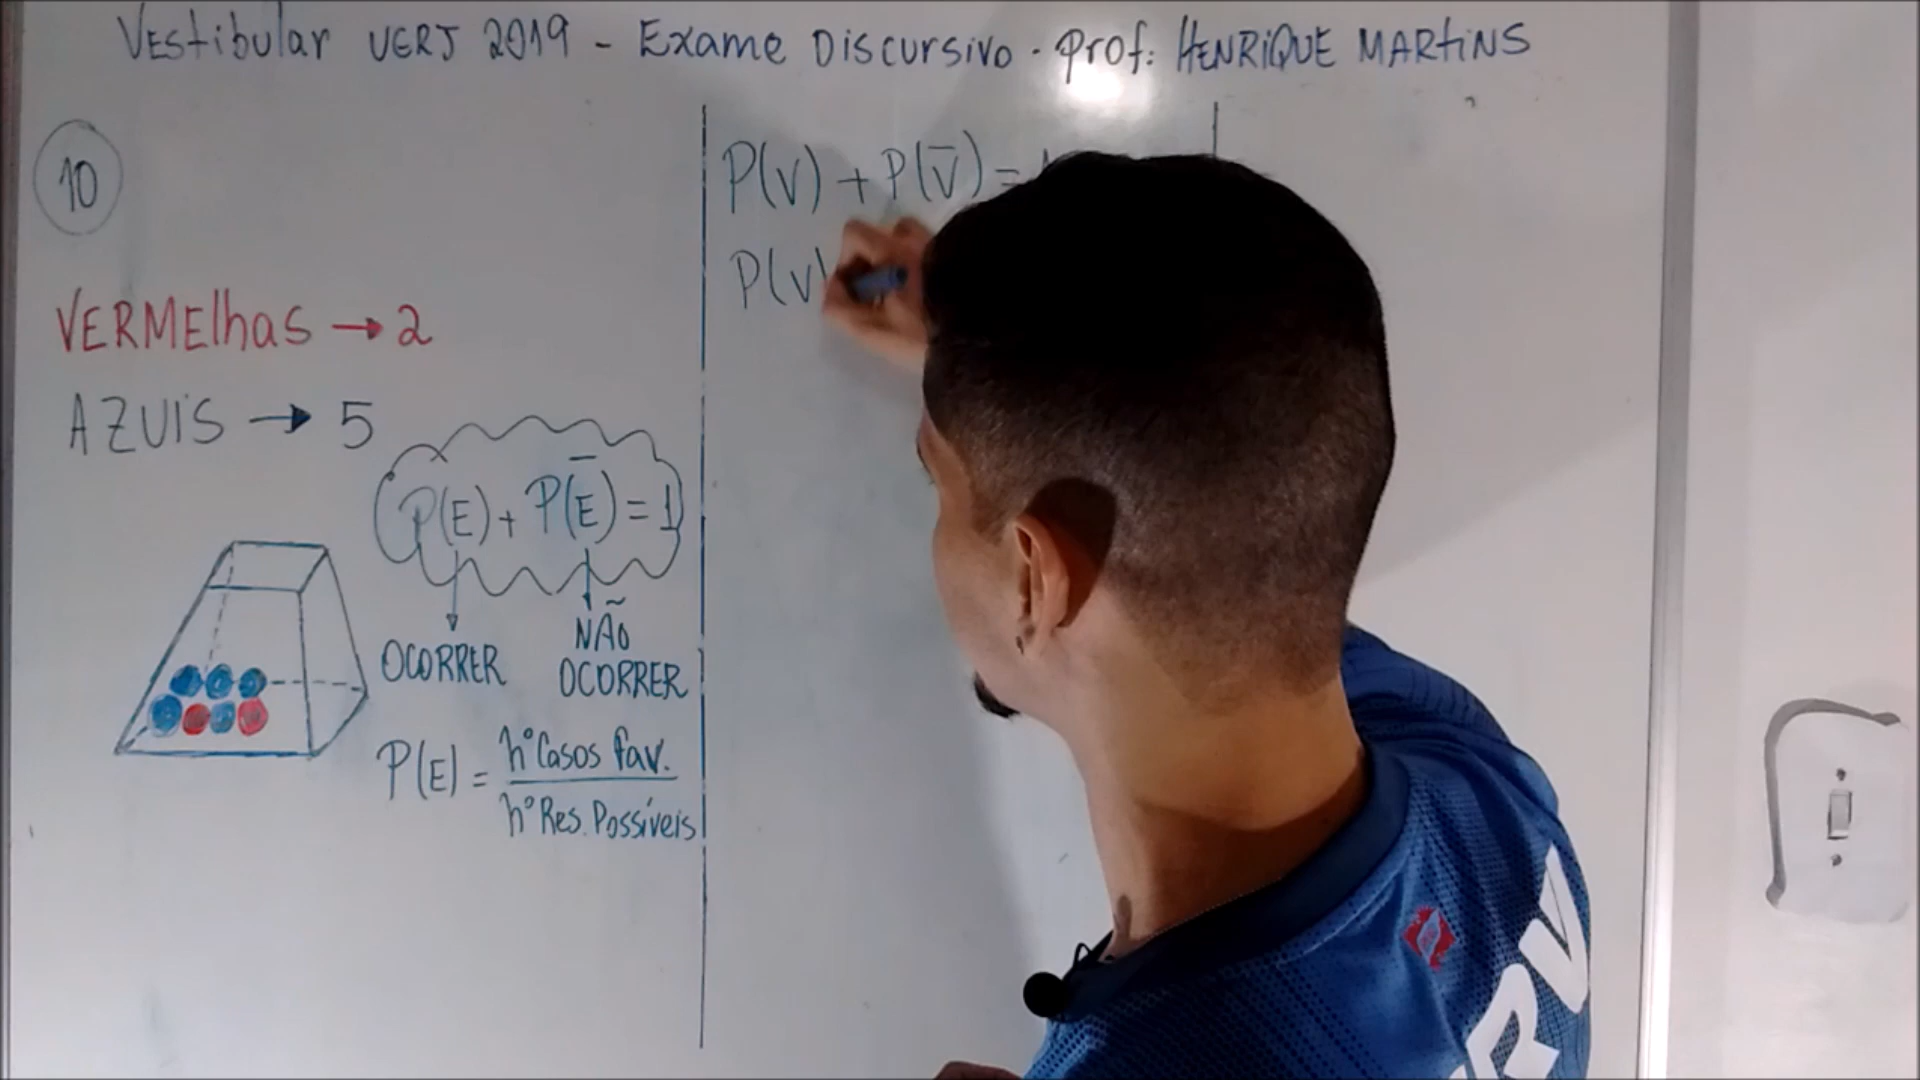 Vestibular UERJ 2019 - Exame Discursivo . Prof: HENRIQUE MARTINS
10
VERMElhas → 2
AZUIS → 5
P(E) + P(E̅) = 1
OCORRER
NÃO
OCORRER
P(E) = nº Casos fav.
nº Res. Possíveis
P(V) + P(V̅) =
P(V)
RV